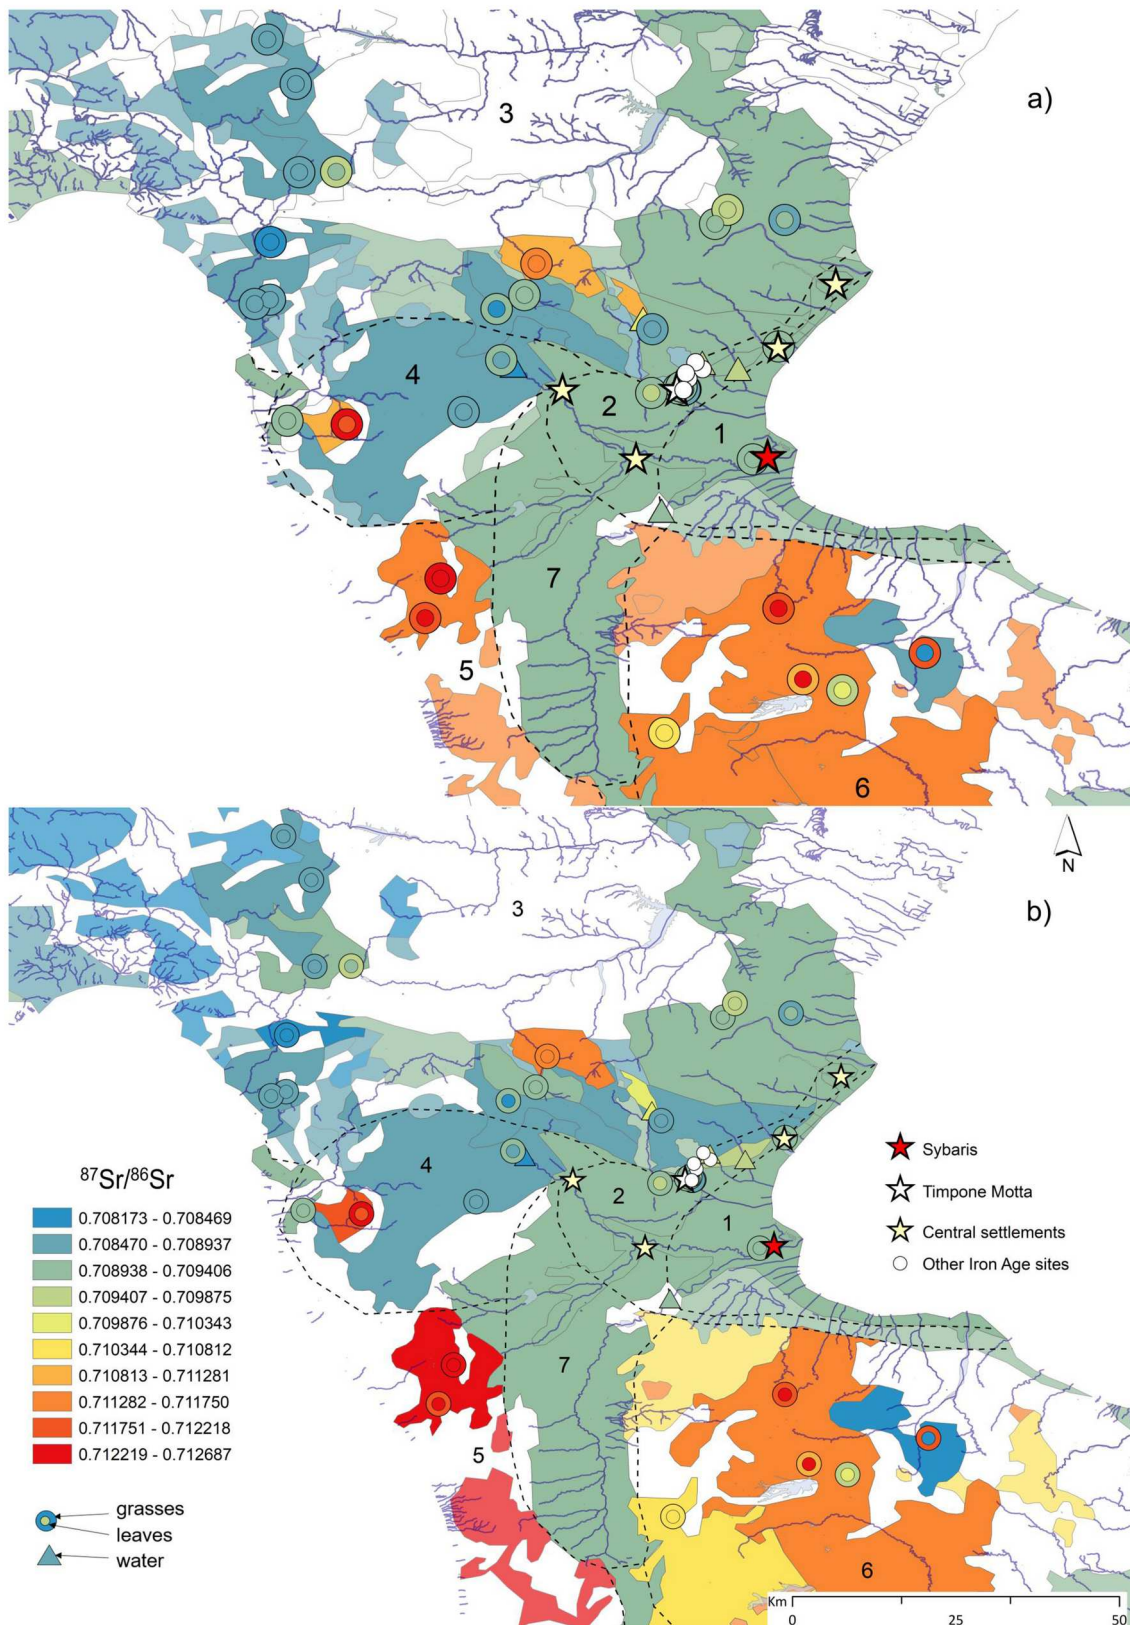 a)
3
4
2
1
7
5
6
N
b)
3
4
2
1
7
5
6
87Sr/86Sr
0.708173 - 0.708469
0.708470 - 0.708937
0.708938 - 0.709406
0.709407 - 0.709875
0.709876 - 0.710343
0.710344 - 0.710812
0.710813 - 0.711281
0.711282 - 0.711750
0.711751 - 0.712218
0.712219 - 0.712687
grasses
leaves
water
Sybaris
Timpone Motta
Central settlements
Other Iron Age sites
Km
0 25 50